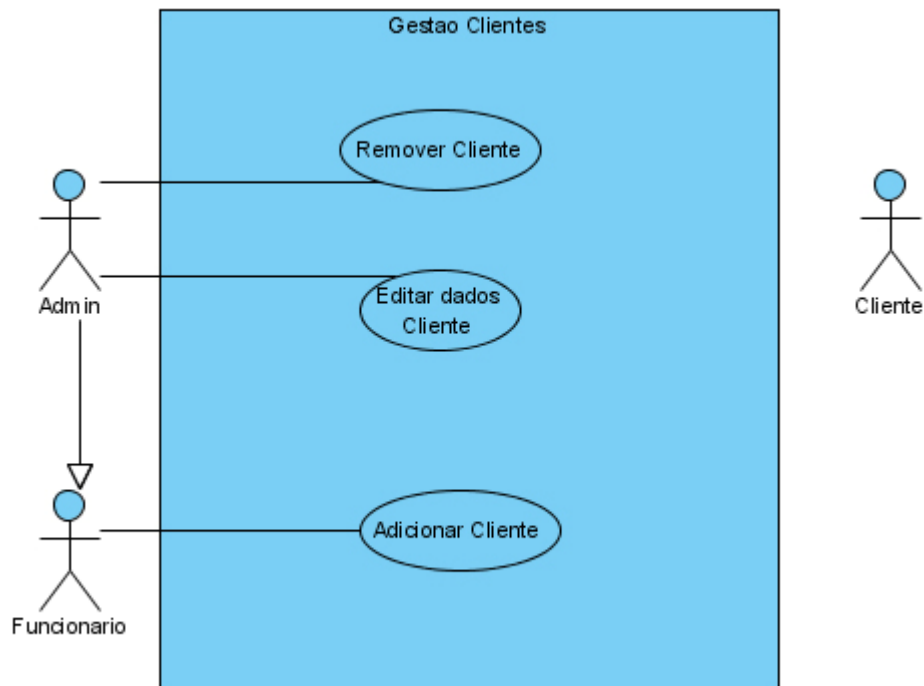 Gestao Clientes
Remover Cliente
Admin
Editar dados
Cliente
Cliente
Adicionar Cliente
Funcionario